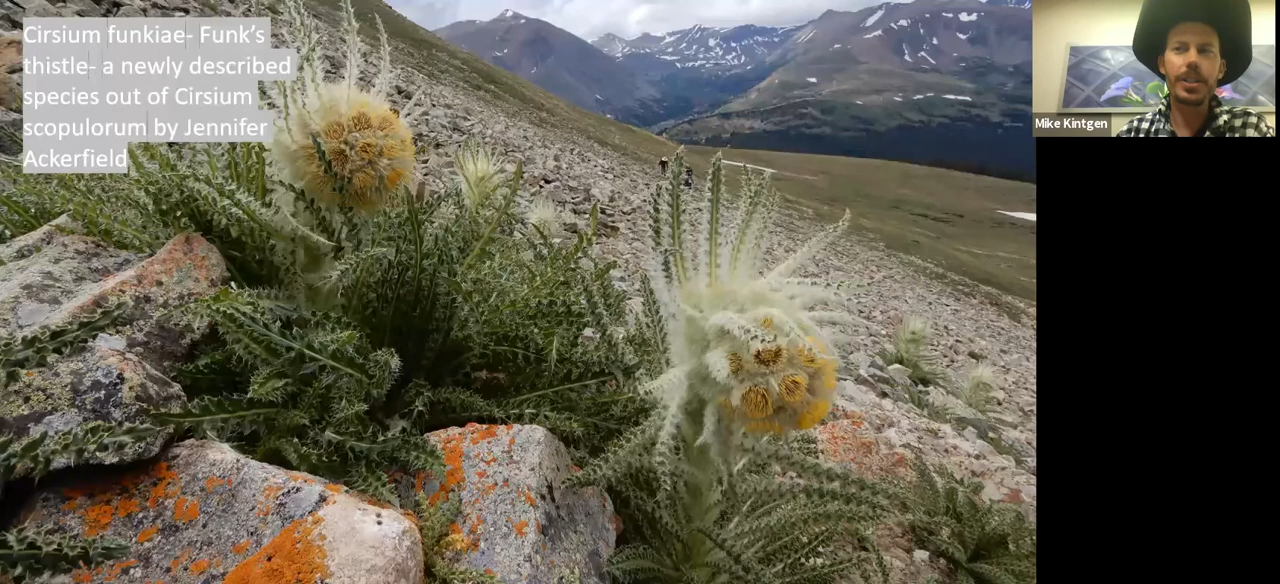 Cirsium funkiae- Funk's
thistle- a newly described
species out of Cirsium
scopulorum by Jennifer
Ackerfield
Mike Kintgen